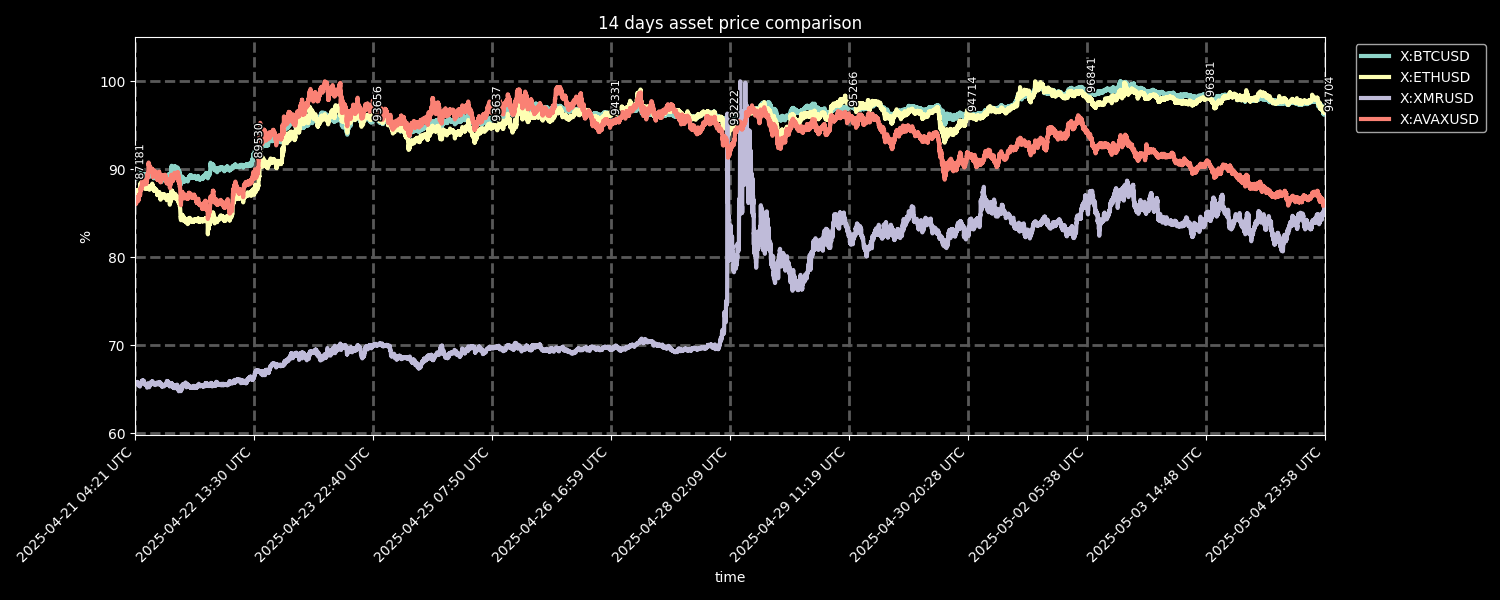 14 days asset price comparison
X:BTCUSD
X:ETHUSD
X:XMRUSD
X:AVAXUSD
100
90
80
70
60
%
87181
89530
93656
93637
94331
93222
95266
94714
96841
96381
94704
2025-04-21 04:21 UTC
2025-04-22 13:30 UTC
2025-04-23 22:40 UTC
2025-04-25 07:50 UTC
2025-04-26 16:59 UTC
2025-04-28 02:09 UTC
2025-04-29 11:19 UTC
2025-04-30 20:28 UTC
2025-05-02 05:38 UTC
2025-05-03 14:48 UTC
2025-05-04 23:58 UTC
time